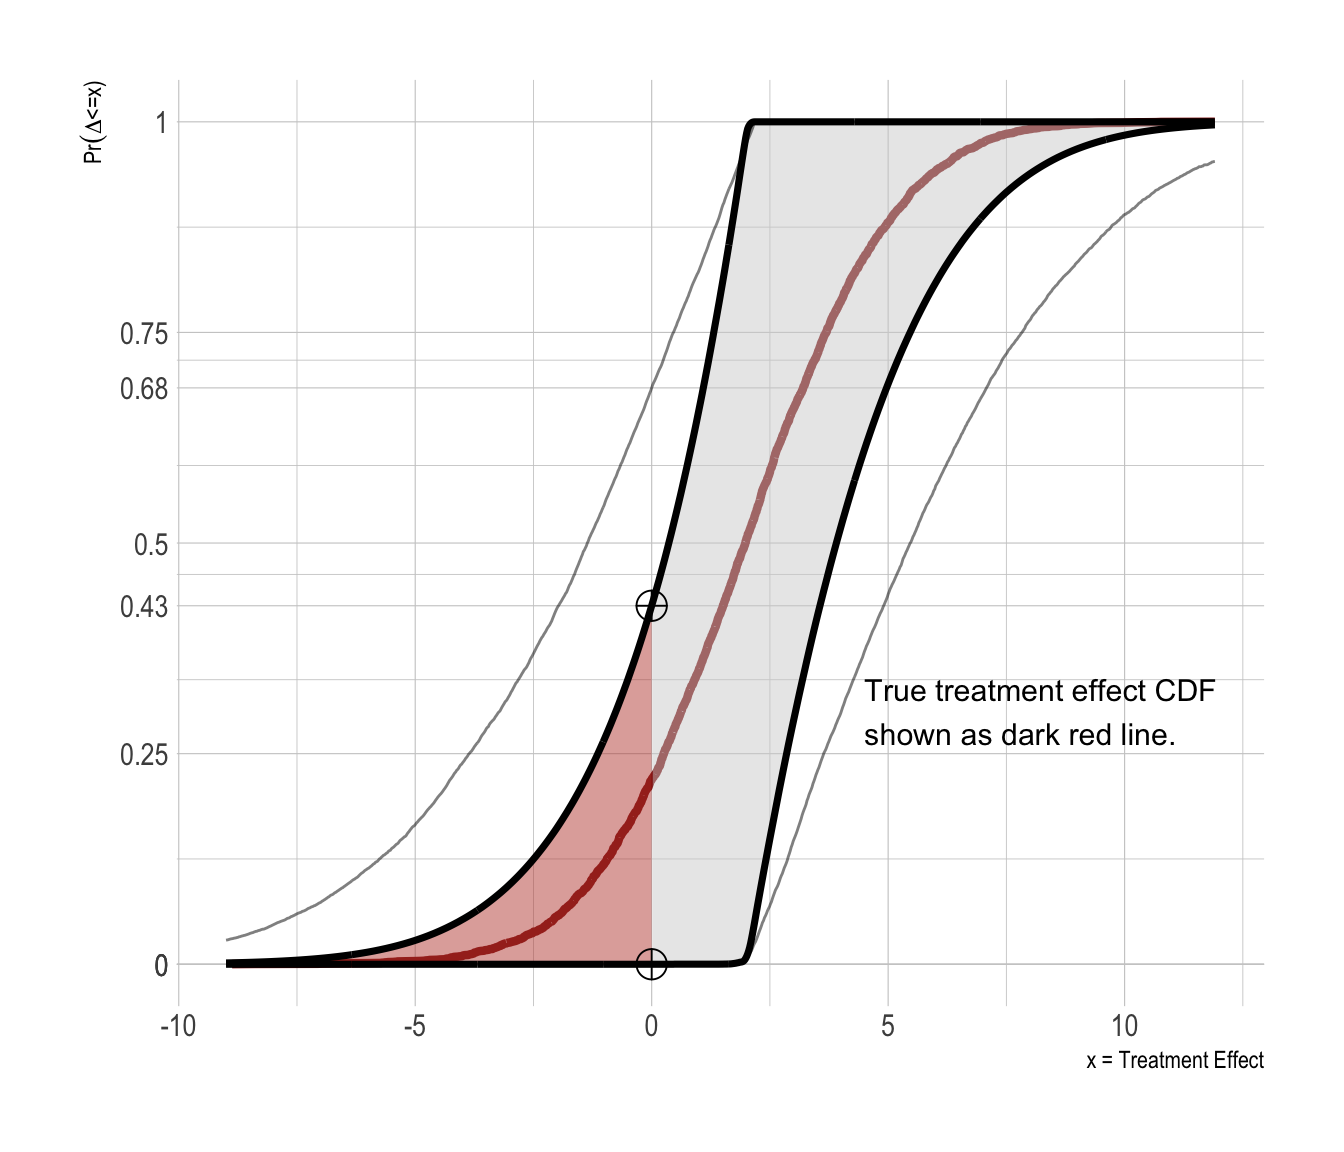 Pr(Δ<=x)
1
0.75
0.68
0.5
0.43
0.25
0
True treatment effect CDF
shown as dark red line.
-10 -5 0 5 10
x = Treatment Effect